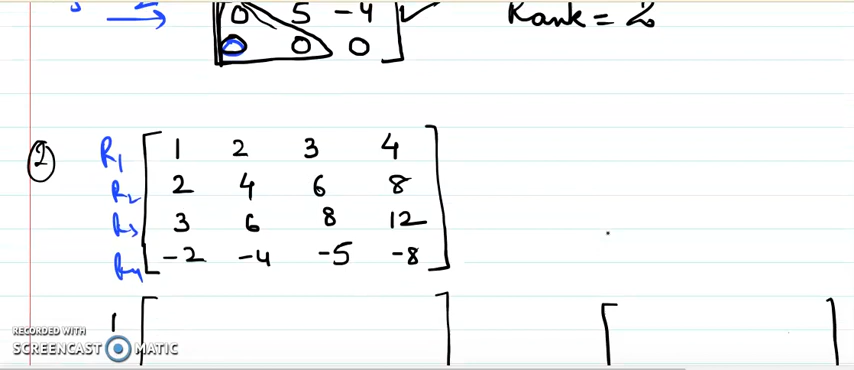 0 5 -4
0 0 0
Rank = 2
② R1 1 2 3 4
R2 2 4 6 8
R3 3 6 8 12
R4 -2 -4 -5 -8
RECORDED WITH
SCREENCAST MATIC